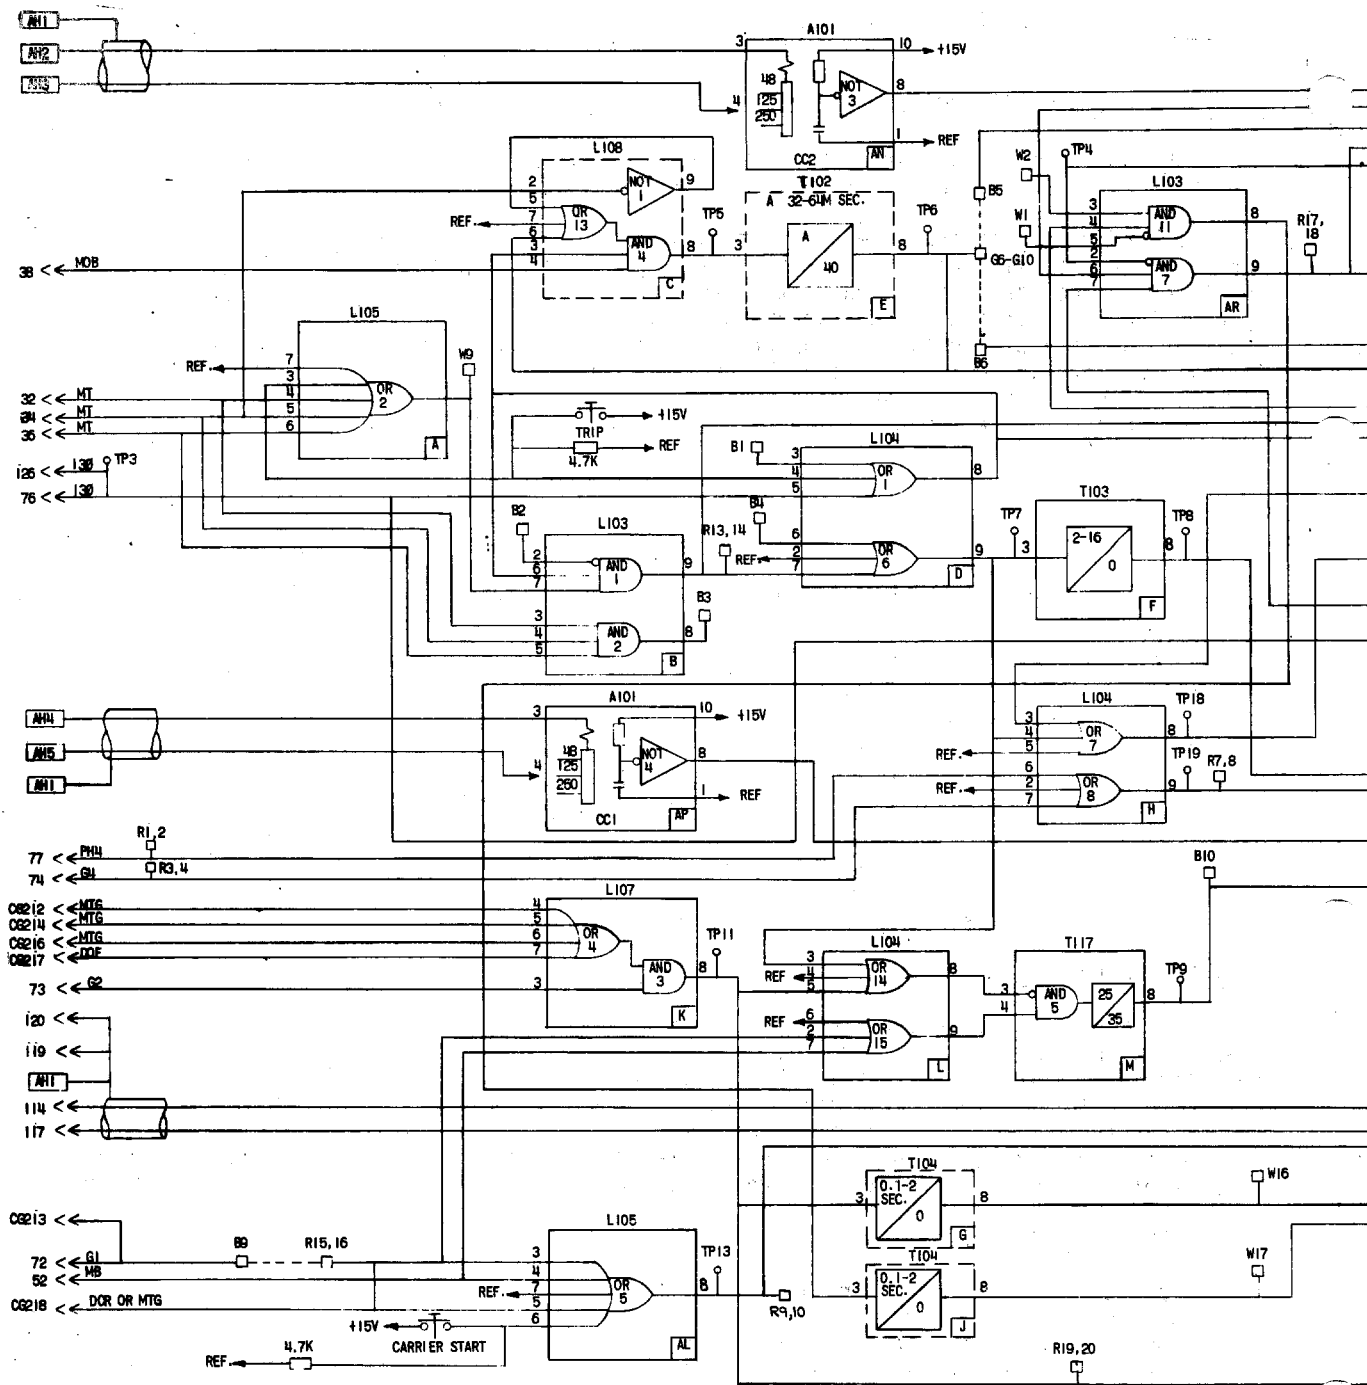 AH1
AH2
A101
3
10
+15V
48
125
250
NOT
3
8
4
1
REF
CC2
AN
L108
2
5
7
6
3
4
NOT
1
9
OR
13
AND
4
8
C
REF.
38 << MOB
TP5
T102
A 32-64M SEC.
3
A
40
8
E
TP6
B5
G6-G10
B6
W2
W1
TP4
L103
3
4
5
2
6
7
AND
11
8
AND
7
9
AR
R17,
18
L105
REF.
7
3
4
5
6
OR
2
A
W9
32 << MT
34 << MT
35 << MT
126 << 130
TP3
76 << 130
+15V
TRIP
REF
4.7K
B1
L104
3
4
5
OR
1
8
B4
6
2
7
REF.
OR
6
9
D
B2
L103
2
6
7
AND
1
9
R13,14
3
4
5
AND
2
8
B3
B
TP7
T103
3
2-16
0
8
TP8
F
AH4
AH5
AH1
A101
3
10
+15V
48
125
250
NOT
4
8
4
1
REF
CC1
AP
L104
3
4
5
REF.
OR
7
8
TP18
6
2
7
REF.
OR
8
9
TP19
R7,8
H
R1,2
77 << PH4
R3,4
74 << G4
B10
CG212 << MTG
CG214 << MTG
CG216 << MTG
CG217 << DOF
73 << G2
L107
4
5
6
7
3
OR
4
AND
3
8
TP11
K
L104
3
4
5
REF
OR
14
8
6
2
7
REF
OR
15
9
L
T117
3
4
AND
5
25
35
8
TP9
M
120 <<
119 <<
AH1
114 <<
117 <<
T104
3
0.1-2
SEC.
0
8
G
W16
T104
3
0.1-2
SEC.
0
8
J
W17
CG213 <<
72 << G1
B9
R15,16
52 << MB
CG218 << DOR OR MTG
L105
3
4
7
5
6
REF.
OR
5
8
TP13
AL
R9,10
+15V
CARRIER START
REF.
4.7K
R19,20